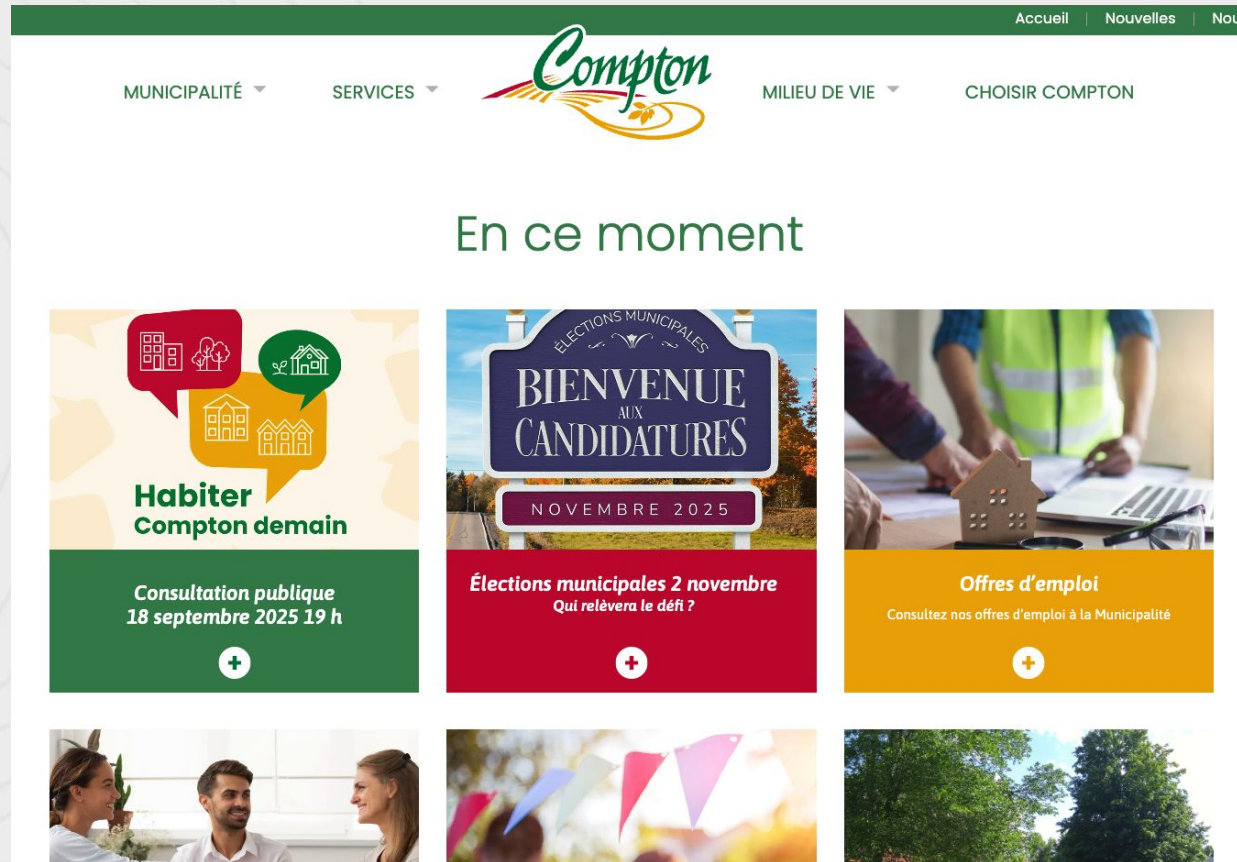 Accueil | Nouvelles |
Compton
MUNICIPALITÉ
SERVICES
MILIEU DE VIE
CHOISIR COMPTON
En ce moment
Habiter
Compton demain
Consultation publique
18 septembre 2025 19 h
ÉLECTIONS MUNICIPALES
BIENVENUE
AUX
CANDIDATURES
NOVEMBRE 2025
Élections municipales 2 novembre
Qui relèvera le défi ?
Offres d'emploi
Consultez nos offres d'emploi à la Municipalité